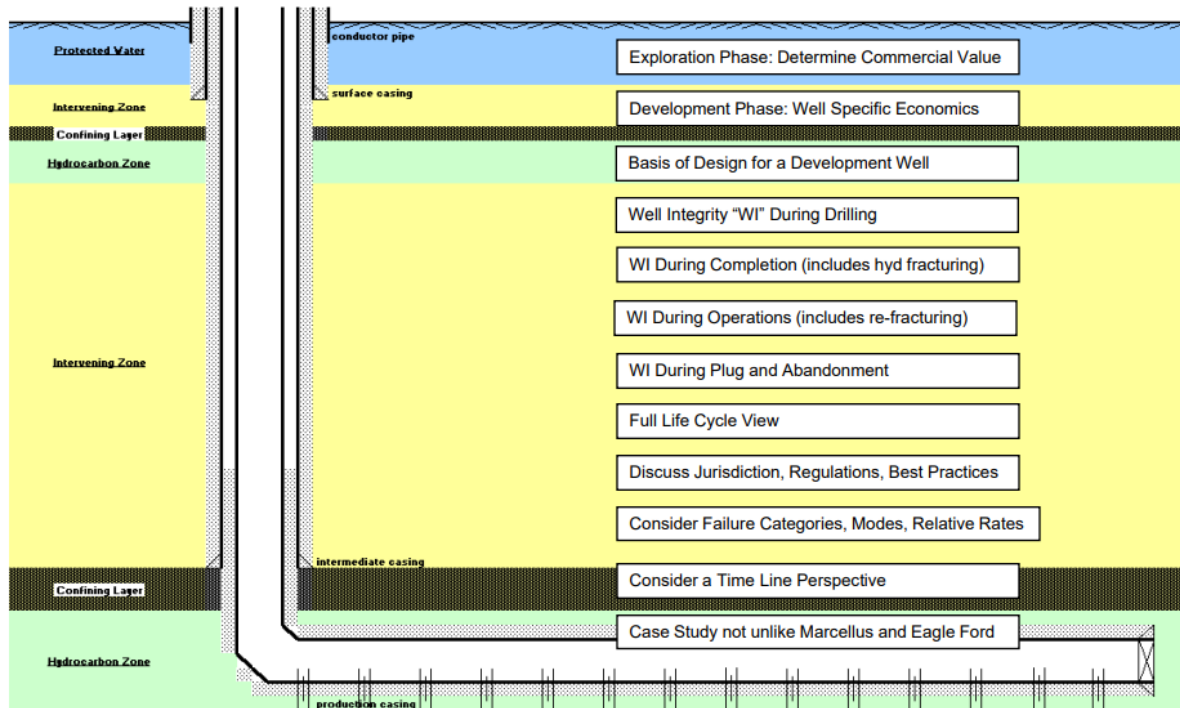 conductor pipe
Protected Water
Exploration Phase: Determine Commercial Value
surface casing
Intervening Zone
Development Phase: Well Specific Economics
Confining Layer
Hydrocarbon Zone
Basis of Design for a Development Well
Well Integrity “WI” During Drilling
WI During Completion (includes hyd fracturing)
WI During Operations (includes re-fracturing)
Intervening Zone
WI During Plug and Abandonment
Full Life Cycle View
Discuss Jurisdiction, Regulations, Best Practices
Consider Failure Categories, Modes, Relative Rates
intermediate casing
Consider a Time Line Perspective
Confining Layer
Case Study not unlike Marcellus and Eagle Ford
Hydrocarbon Zone
production casing